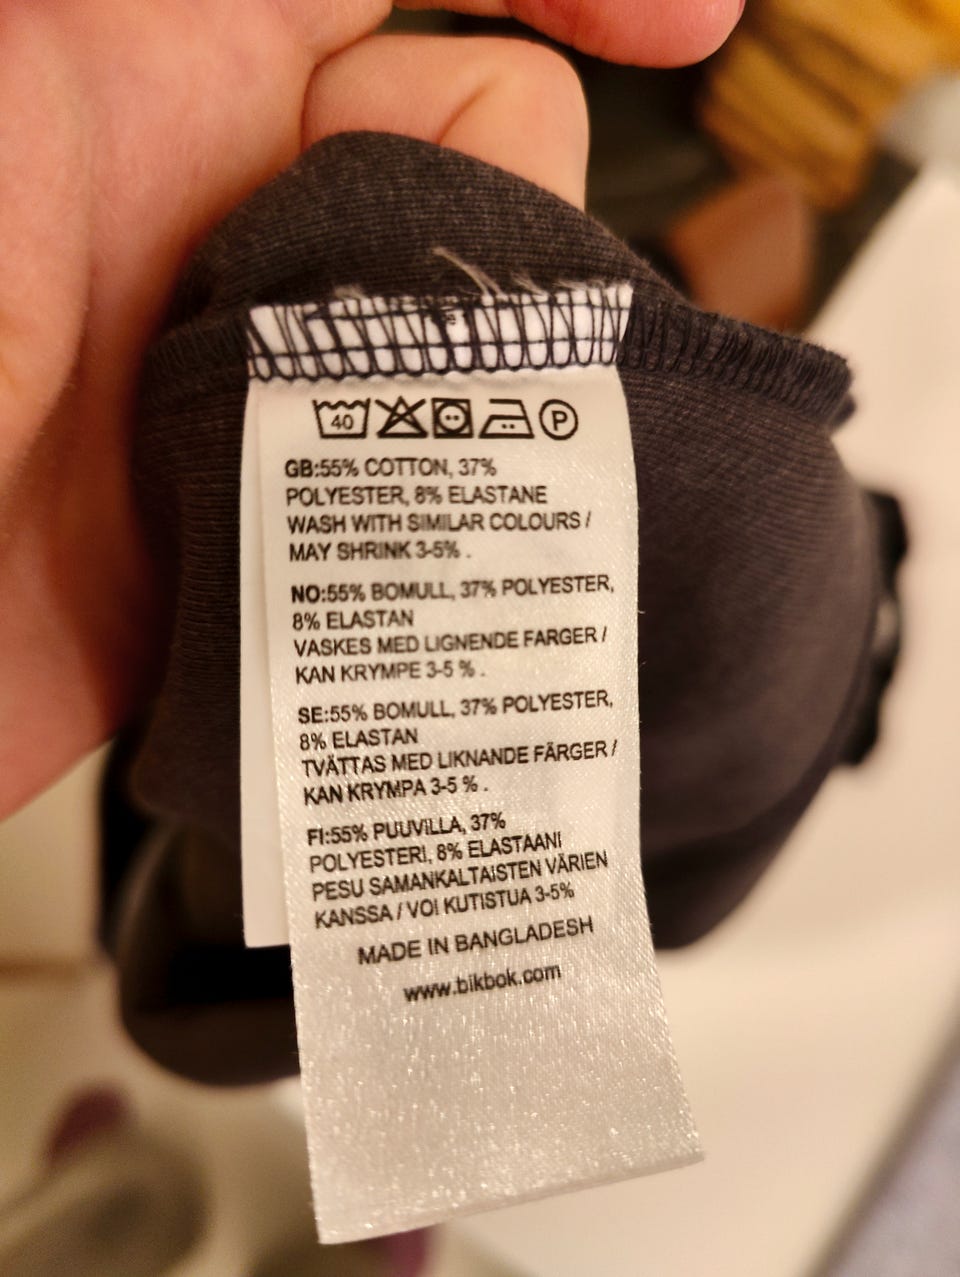 40 P
GB:55% COTTON, 37%
POLYESTER, 8% ELASTANE
WASH WITH SIMILAR COLOURS /
MAY SHRINK 3-5% .
NO:55% BOMULL, 37% POLYESTER,
8% ELASTAN
VASKES MED LIGNENDE FARGER /
KAN KRYMPE 3-5 % .
SE:55% BOMULL, 37% POLYESTER,
8% ELASTAN
TVÄTTAS MED LIKNANDE FÄRGER /
KAN KRYMPA 3-5 % .
FI:55% PUUVILLA, 37%
POLYESTERI, 8% ELASTAANI
PESU SAMANKALTAISTEN VÄRIEN
KANSSA / VOI KUTISTUA 3-5%
MADE IN BANGLADESH
www.bikbok.com